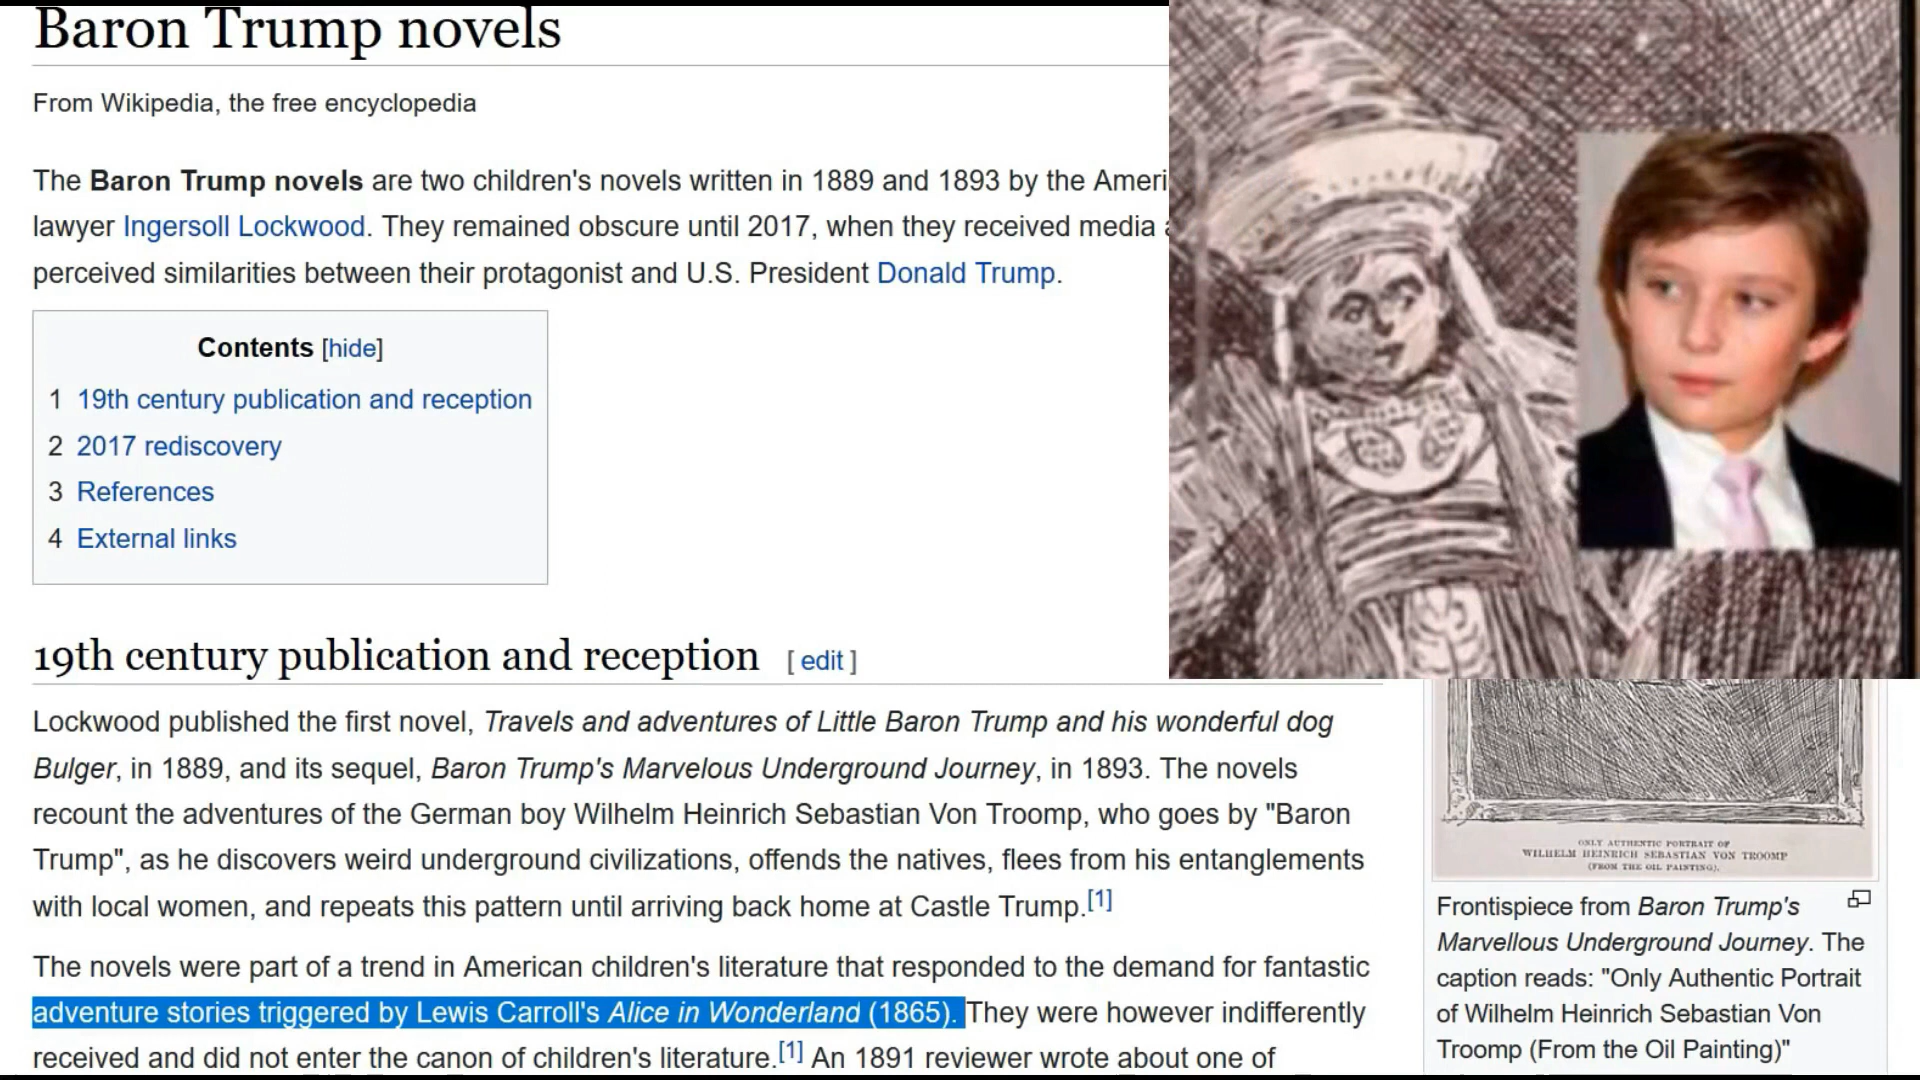 Baron Trump novels
From Wikipedia, the free encyclopedia
The Baron Trump novels are two children's novels written in 1889 and 1893 by the Ameri
lawyer Ingersoll Lockwood. They remained obscure until 2017, when they received media
perceived similarities between their protagonist and U.S. President Donald Trump.
Contents [hide]
1 19th century publication and reception
2 2017 rediscovery
3 References
4 External links
19th century publication and reception [ edit ]
Lockwood published the first novel, Travels and adventures of Little Baron Trump and his wonderful dog
Bulger, in 1889, and its sequel, Baron Trump's Marvelous Underground Journey, in 1893. The novels
recount the adventures of the German boy Wilhelm Heinrich Sebastian Von Troomp, who goes by "Baron
Trump", as he discovers weird underground civilizations, offends the natives, flees from his entanglements
with local women, and repeats this pattern until arriving back home at Castle Trump.[1]
The novels were part of a trend in American children's literature that responded to the demand for fantastic
adventure stories triggered by Lewis Carroll's Alice in Wonderland (1865). They were however indifferently
received and did not enter the canon of children's literature.[1] An 1891 reviewer wrote about one of
ONLY AUTHENTIC PORTRAIT OF
WILHELM HEINRICH SEBASTIAN VON TROOMP
(FROM THE OIL PAINTING).
Frontispiece from Baron Trump's
Marvellous Underground Journey. The
caption reads: "Only Authentic Portrait
of Wilhelm Heinrich Sebastian Von
Troomp (From the Oil Painting)"